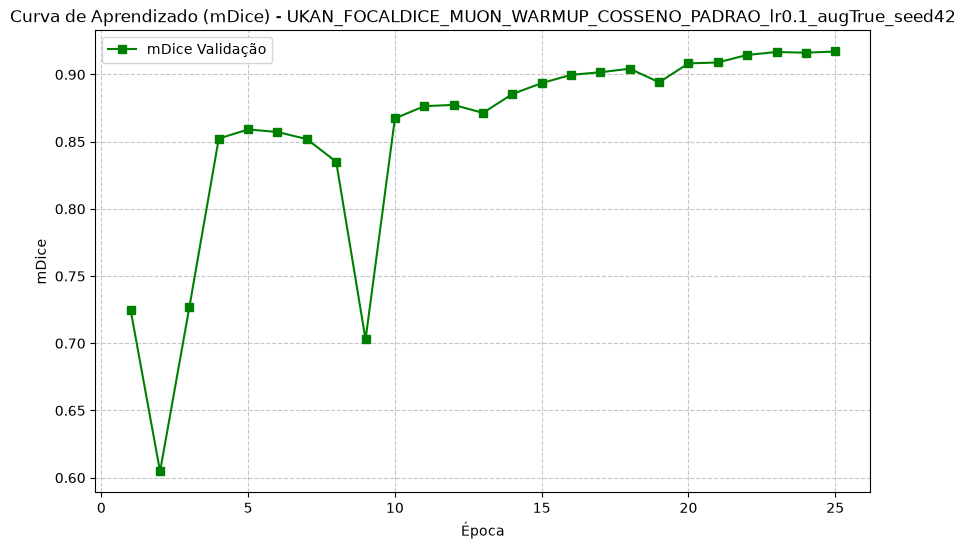 Curva de Aprendizado (mDice) - UKAN_FOCALDICE_MUON_WARMUP_COSSENO_PADRAO_lr0.1_augTrue_seed42
mDice Validação
0.90
0.85
0.80
0.75
0.70
0.65
0.60
mDice
0 5 10 15 20 25
Época